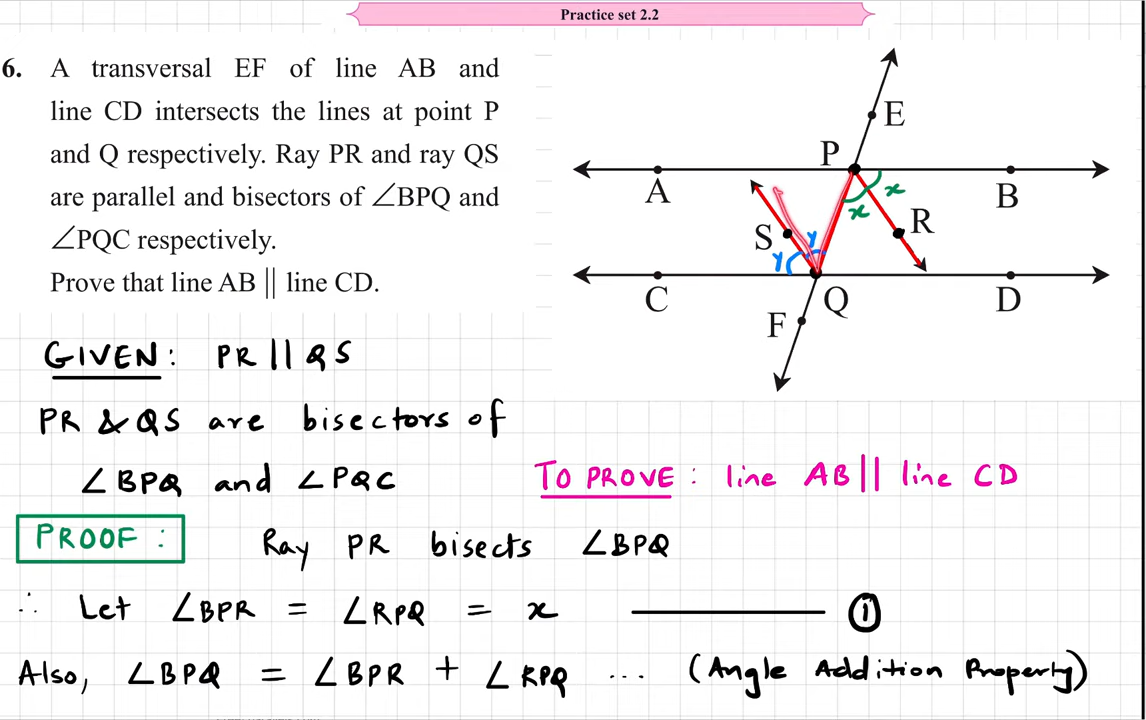 Practice set 2.2
6. A transversal EF of line AB and
line CD intersects the lines at point P
and Q respectively. Ray PR and ray QS
are parallel and bisectors of ∠BPQ and
∠PQC respectively.
Prove that line AB || line CD.
E
P
A
B
x
x
R
S
y
y
C
Q
D
F
GIVEN: PR || QS
PR & QS are bisectors of
∠BPQ and ∠PQC
TO PROVE: line AB || line CD
PROOF: Ray PR bisects ∠BPQ
∴ Let ∠BPR = ∠RPQ = x ——— ①
Also, ∠BPQ = ∠BPR + ∠RPQ ... (Angle Addition Property)